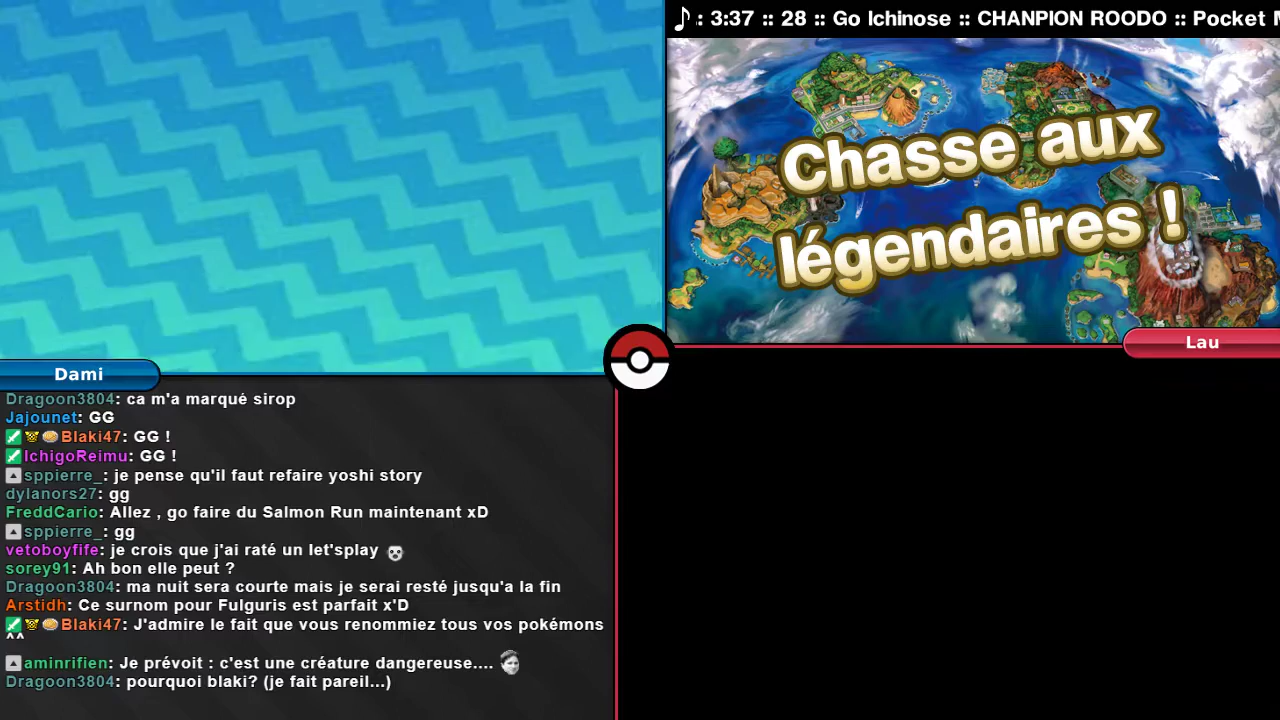 ♪: 3:37 :: 28 :: Go Ichinose :: CHANPION ROODO :: Pocket M
Chasse aux
légendaires !
Lau
Dami
Dragoon3804: ca m'a marqué sirop
Jajounet: GG
Blaki47: GG !
IchigoReimu: GG !
sppierre_: je pense qu'il faut refaire yoshi story
dylanors27: gg
FreddCario: Allez , go faire du Salmon Run maintenant xD
sppierre_: gg
vetoboyfife: je crois que j'ai raté un let'splay
sorey91: Ah bon elle peut ?
Dragoon3804: ma nuit sera courte mais je serai resté jusqu'a la fin
Arstidh: Ce surnom pour Fulguris est parfait x'D
Blaki47: J'admire le fait que vous renommiez tous vos pokémons
^^
aminrifien: Je prévoit : c'est une créature dangereuse....
Dragoon3804: pourquoi blaki? (je fait pareil...)